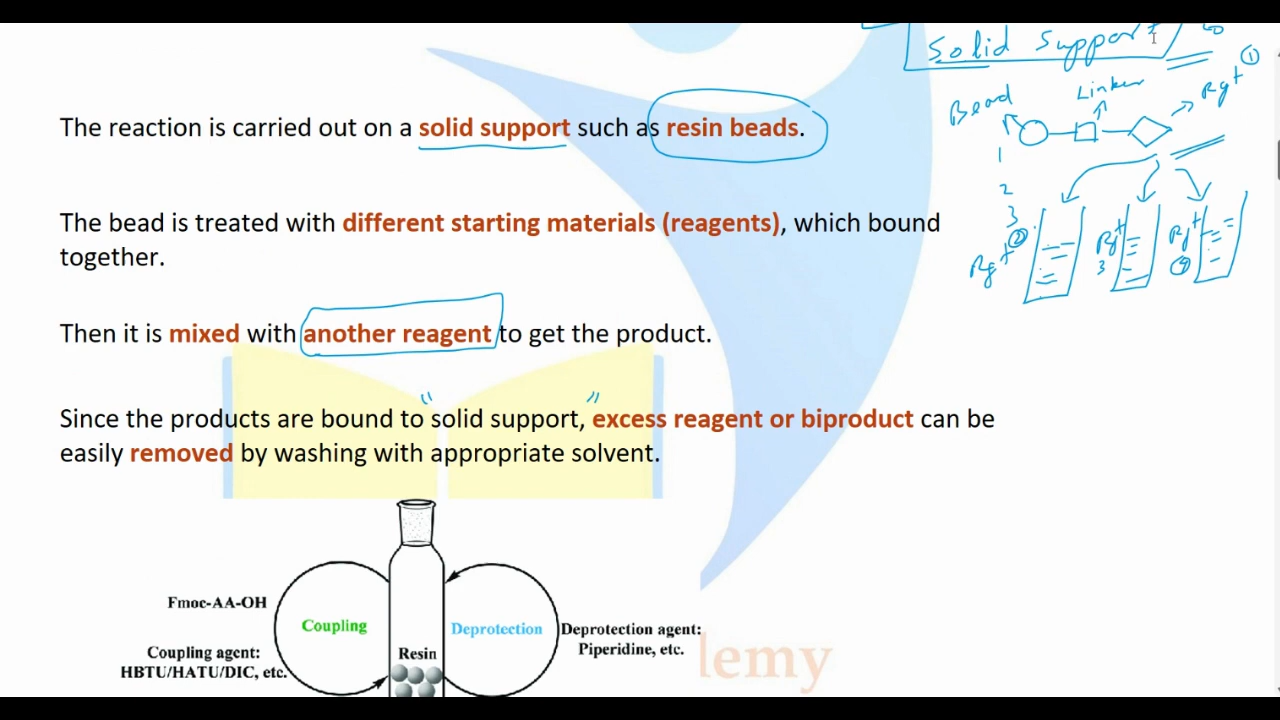 Solid Support
Bead
Linker
Rgt
1
The reaction is carried out on a solid support such as resin beads.
1
2
3
The bead is treated with different starting materials (reagents), which bound
together.
Rgt 2
Rgt 3
Rgt
Then it is mixed with another reagent to get the product.
Since the products are bound to " solid support, " excess reagent or biproduct can be
easily removed by washing with appropriate solvent.
Fmoc-AA-OH
Coupling
Deprotection
Deprotection agent:
Piperidine, etc.
Coupling agent:
HBTU/HATU/DIC, etc.
Resin
lemy